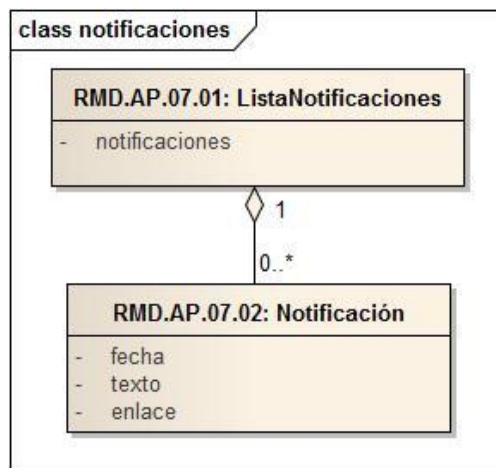 class notificaciones
RMD.AP.07.01: ListaNotificaciones
- notificaciones
1
0..*
RMD.AP.07.02: Notificación
- fecha
- texto
- enlace